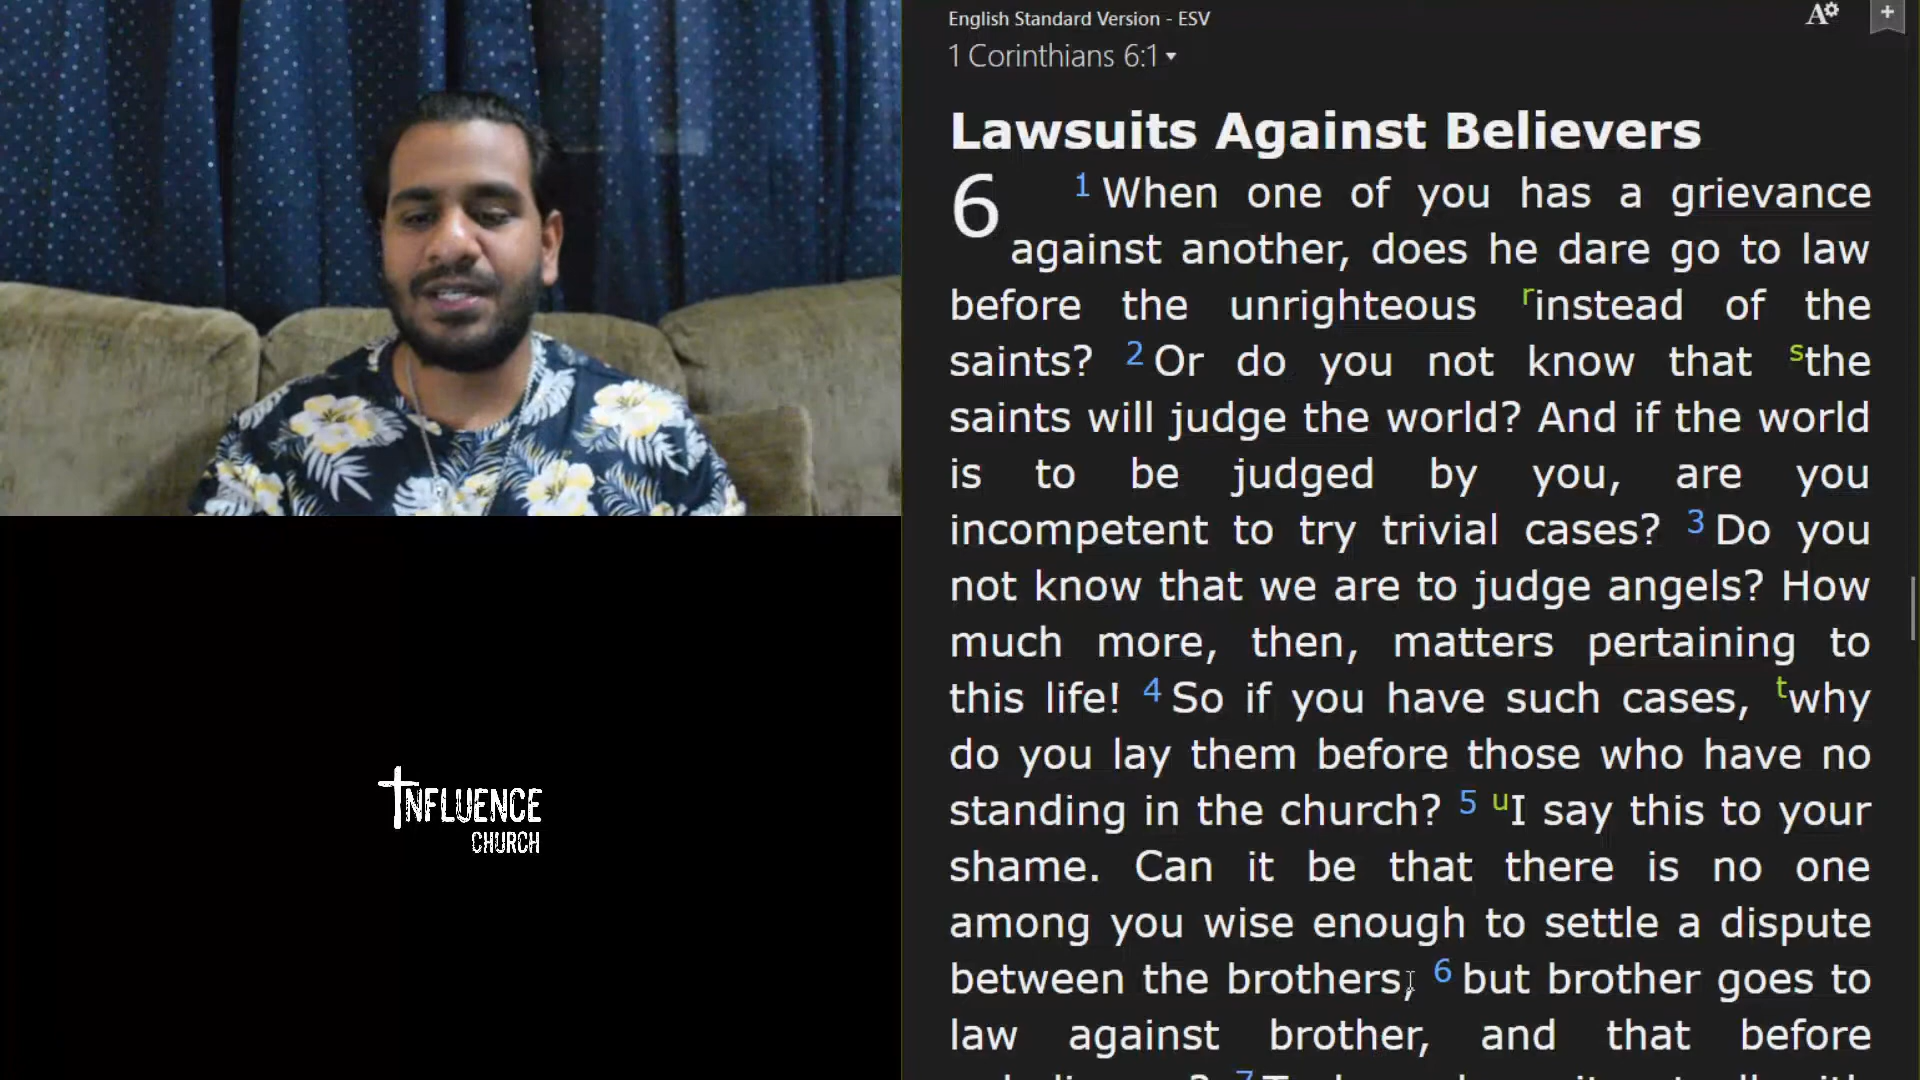 English Standard Version - ESV
1 Corinthians 6:1
Lawsuits Against Believers
6 1 When one of you has a grievance
against another, does he dare go to law
before the unrighteous rinstead of the
saints? 2 Or do you not know that sthe
saints will judge the world? And if the world
is to be judged by you, are you
incompetent to try trivial cases? 3 Do you
not know that we are to judge angels? How
much more, then, matters pertaining to
this life! 4 So if you have such cases, twhy
do you lay them before those who have no
standing in the church? 5 uI say this to your
shame. Can it be that there is no one
among you wise enough to settle a dispute
between the brothers, 6 but brother goes to
law against brother, and that before
INFLUENCE
CHURCH